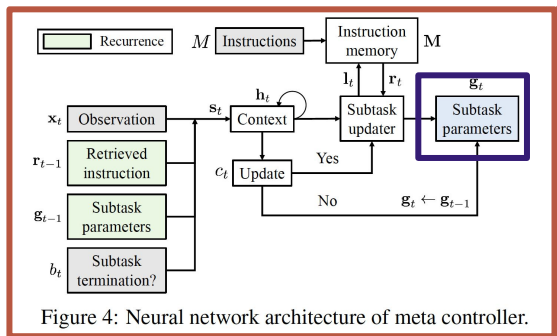 Recurrence
M
Instructions
Instruction
memory
M
l_t
r_t
g_t
h_t
s_t
x_t
Observation
Context
Subtask
updater
Subtask
parameters
r_{t−1}
Retrieved
instruction
c_t
Update
Yes
No
g_t ← g_{t−1}
g_{t−1}
Subtask
parameters
b_t
Subtask
termination?
Figure 4: Neural network architecture of meta controller.